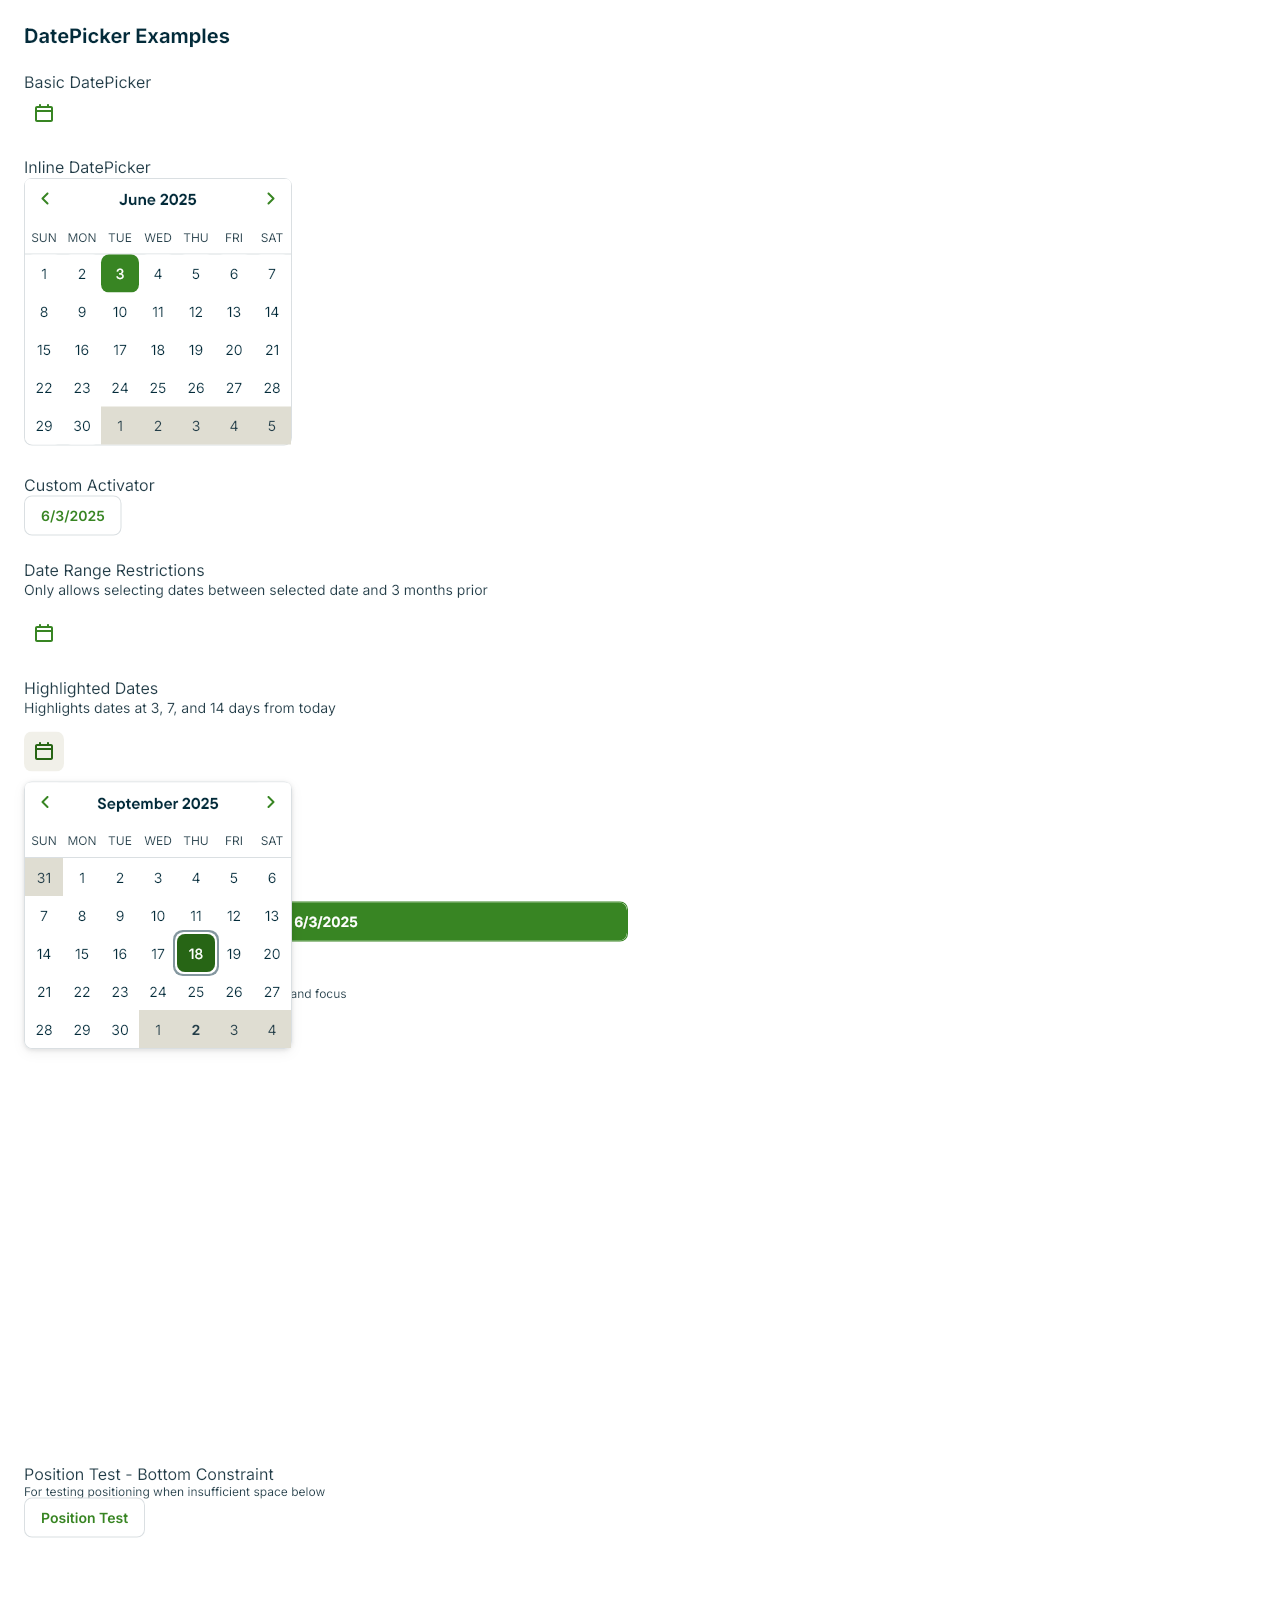 DatePicker Examples
Basic DatePicker
Inline DatePicker
June 2025
SUN MON TUE WED THU FRI SAT
1 2 3 4 5 6 7
8 9 10 11 12 13 14
15 16 17 18 19 20 21
22 23 24 25 26 27 28
29 30 1 2 3 4 5
Custom Activator
6/3/2025
Date Range Restrictions
Only allows selecting dates between selected date and 3 months prior
Highlighted Dates
Highlights dates at 3, 7, and 14 days from today
September 2025
SUN MON TUE WED THU FRI SAT
31 1 2 3 4 5 6
7 8 9 10 11 12 13
6/3/2025
14 15 16 17 18 19 20
21 22 23 24 25 26 27
and focus
28 29 30 1 2 3 4
Position Test - Bottom Constraint
For testing positioning when insufficient space below
Position Test